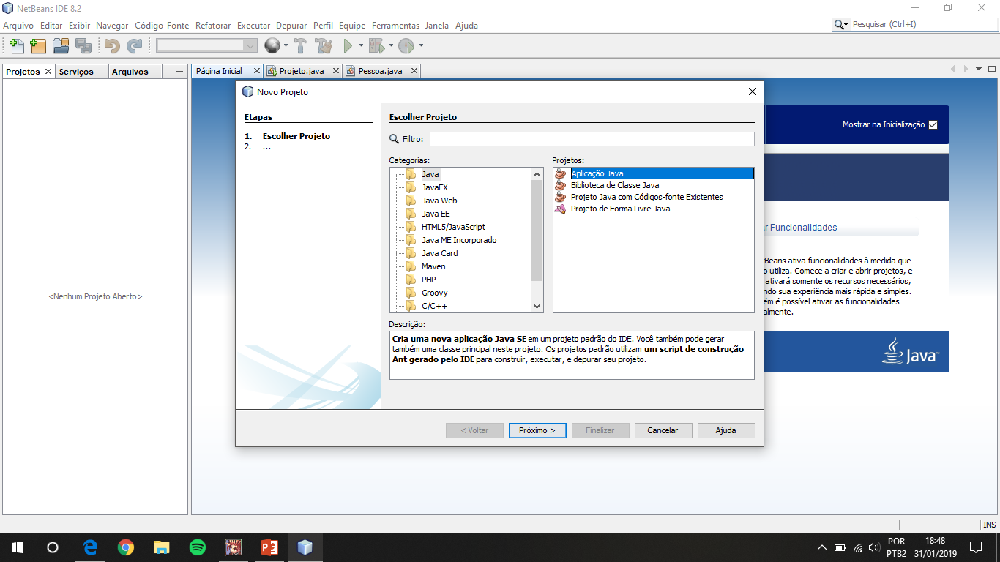 NetBeans IDE 8.2
Arquivo Editar Exibir Navegar Código-Fonte Refatorar Executar Depurar Perfil Equipe Ferramentas Janela Ajuda
Pesquisar (Ctrl+I)
Projetos Serviços Arquivos
Página Inicial Projeto.java Pessoa.java
Novo Projeto
Etapas
1. Escolher Projeto
2. ...
Escolher Projeto
Filtro:
Categorias:
Java
JavaFX
Java Web
Java EE
HTML5/JavaScript
Java ME Incorporado
Java Card
Maven
PHP
Groovy
C/C++
Projetos:
Aplicação Java
Biblioteca de Classe Java
Projeto Java com Códigos-fonte Existentes
Projeto de Forma Livre Java
Descrição:
Cria uma nova aplicação Java SE em um projeto padrão do IDE. Você também pode gerar
também uma classe principal neste projeto. Os projetos padrão utilizam um script de construção
Ant gerado pelo IDE para construir, executar, e depurar seu projeto.
< Voltar Próximo > Finalizar Cancelar Ajuda
<Nenhum Projeto Aberto>
Mostrar na Inicialização
r Funcionalidades
Beans ativa funcionalidades à medida que
o utiliza. Comece a criar e abrir projetos, e
ativará somente os recursos necessários,
ndo sua experiência mais rápida e simples.
ém é possível ativar as funcionalidades
almente.
Java
INS
POR
PTB2
18:48
31/01/2019